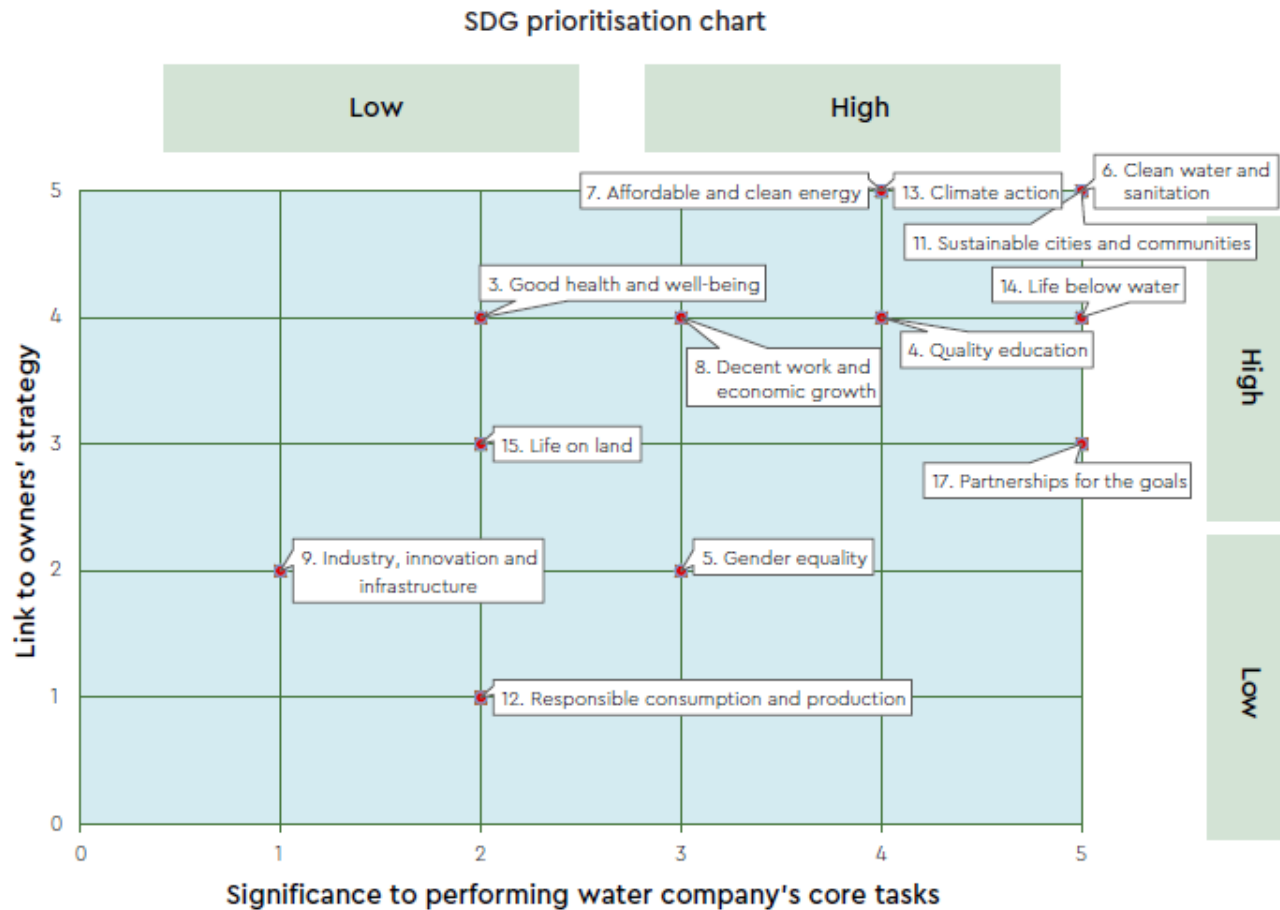 SDG prioritisation chart
Low
High
5
7. Affordable and clean energy
13. Climate action
6. Clean water and
sanitation
11. Sustainable cities and communities
3. Good health and well-being
14. Life below water
4
8. Decent work and
economic growth
4. Quality education
High
3
15. Life on land
17. Partnerships for the goals
Link to owners' strategy
2
9. Industry, innovation and
infrastructure
5. Gender equality
1
12. Responsible consumption and production
Low
0
0
1
2
3
4
5
Significance to performing water company's core tasks